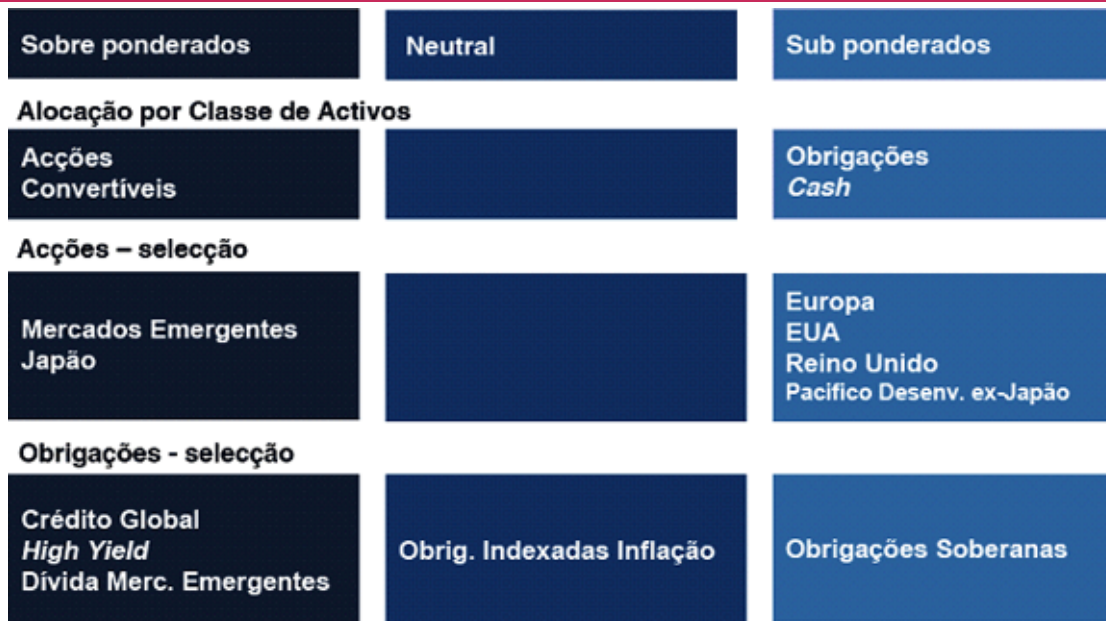 Sobre ponderados
Neutral
Sub ponderados
Alocação por Classe de Activos
Acções
Convertíveis
Obrigações
Cash
Acções – selecção
Mercados Emergentes
Japão
Europa
EUA
Reino Unido
Pacifico Desenv. ex-Japão
Obrigações - selecção
Crédito Global
High Yield
Dívida Merc. Emergentes
Obrig. Indexadas Inflação
Obrigações Soberanas